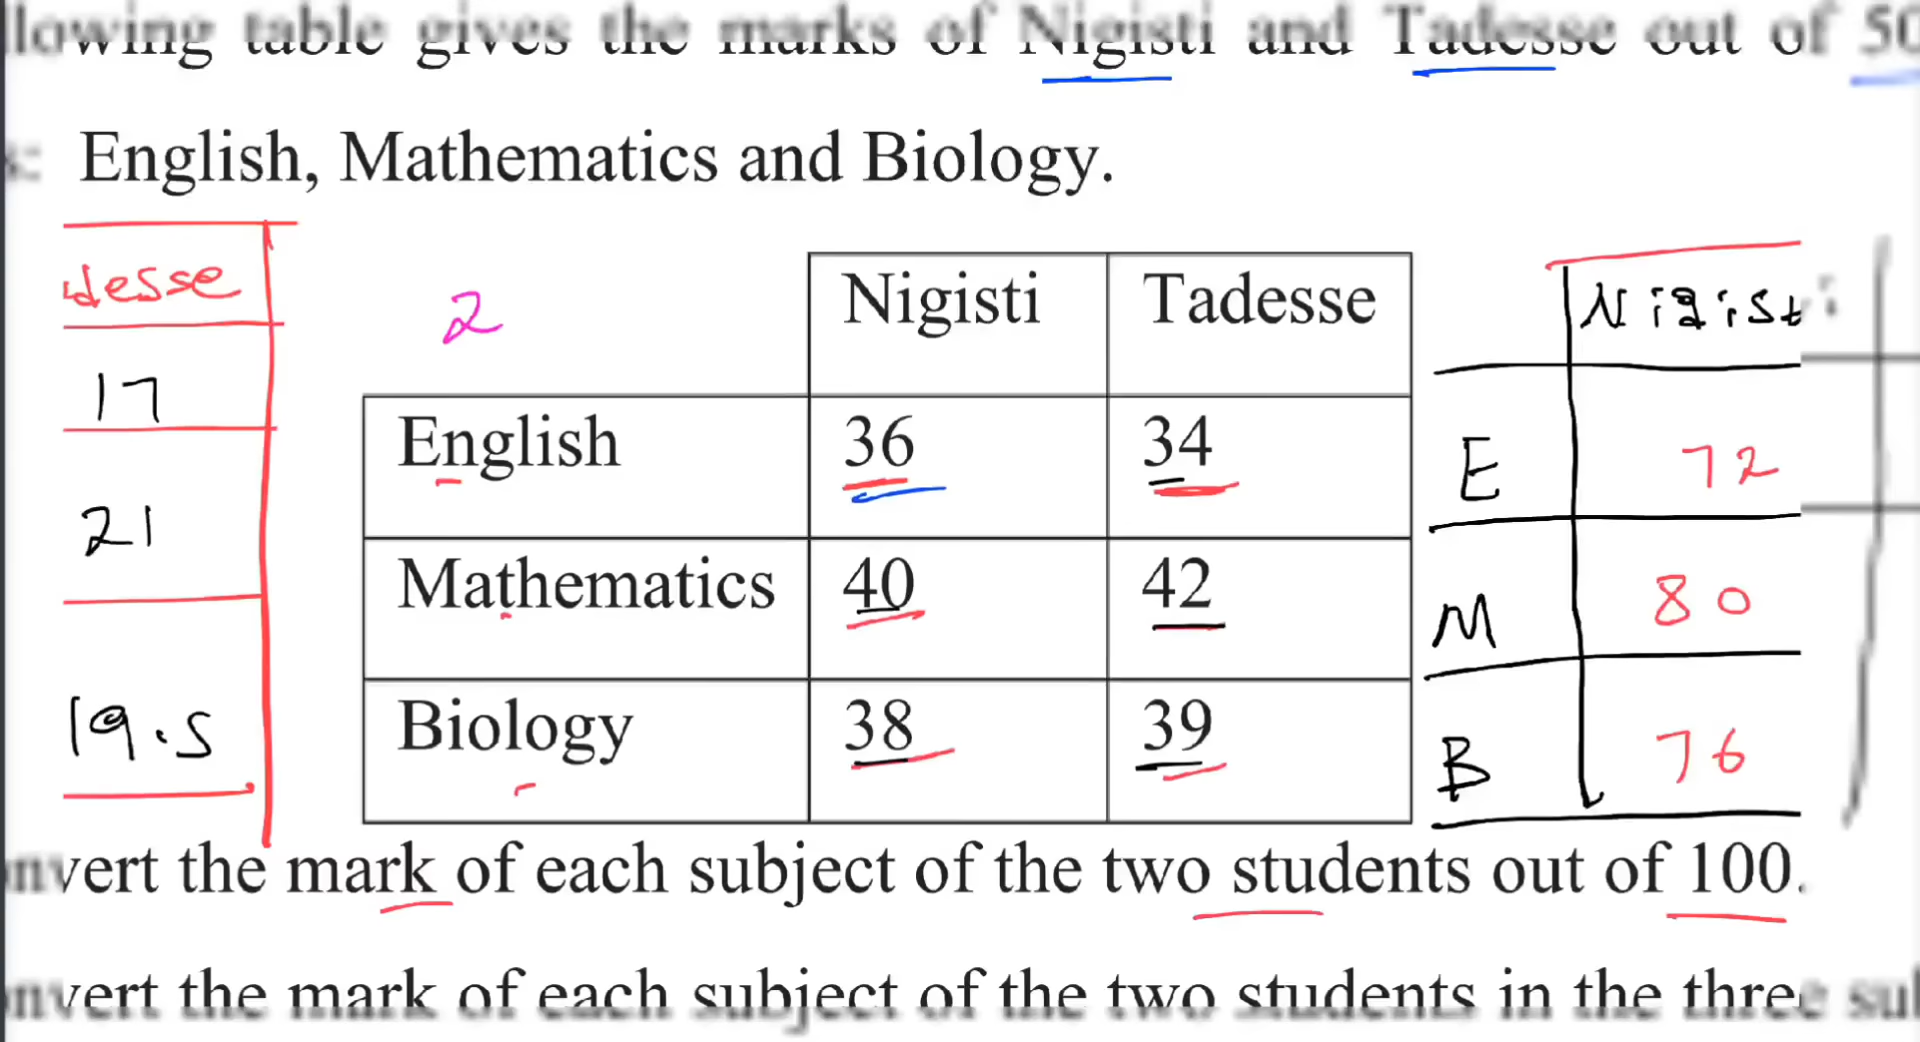 lowing table gives the marks of Nigisti and Tadesse out of 50
English, Mathematics and Biology.
desse
17
21
19.5
2
Nigisti Tadesse
English 36 34
Mathematics 40 42
Biology 38 39
Nigisti
E 72
M 80
B 76
nvert the mark of each subject of the two students out of 100.
nvert the mark of each subject of the two students in the three